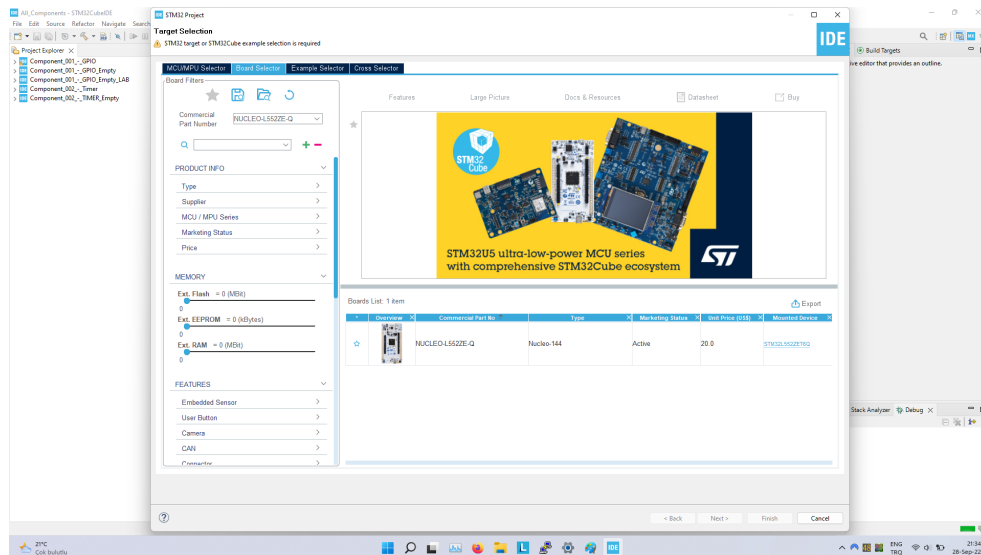 All_Components - STM32CubeIDE
File Edit Source Refactor Navigate Search
Project Explorer
Component_001_-_GPIO
Component_001_-_GPIO_Empty
Component_001_-_GPIO_Empty_LAB
Component_002_-_Timer
Component_002_-_TIMER_Empty
IDE STM32 Project
Target Selection
STM32 target or STM32Cube example selection is required
IDE
MCU/MPU Selector Board Selector Example Selector Cross Selector
Board Filters
Commercial
Part Number
NUCLEO-L552ZE-Q
PRODUCT INFO
Type
Supplier
MCU / MPU Series
Marketing Status
Price
MEMORY
Ext. Flash = 0 (MBit)
0
Ext. EEPROM = 0 (kBytes)
0
Ext. RAM = 0 (MBit)
0
FEATURES
Embedded Sensor
User Button
Camera
CAN
Connector
Features Large Picture Docs & Resources Datasheet Buy
STM32
Cube
STM32U5 ultra-low-power MCU series
with comprehensive STM32Cube ecosystem
ST
Boards List: 1 item
Export
* Overview Commercial Part No Type Marketing Status Unit Price (US$) Mounted Device
NUCLEO-L552ZE-Q Nucleo-144 Active 20.0 STM32L552ZET6Q
< Back Next > Finish Cancel
Build Targets
ive editor that provides an outline.
Stack Analyzer Debug
21°C
Çok bulutlu
ENG
TRQ
21:34
28-Sep-22